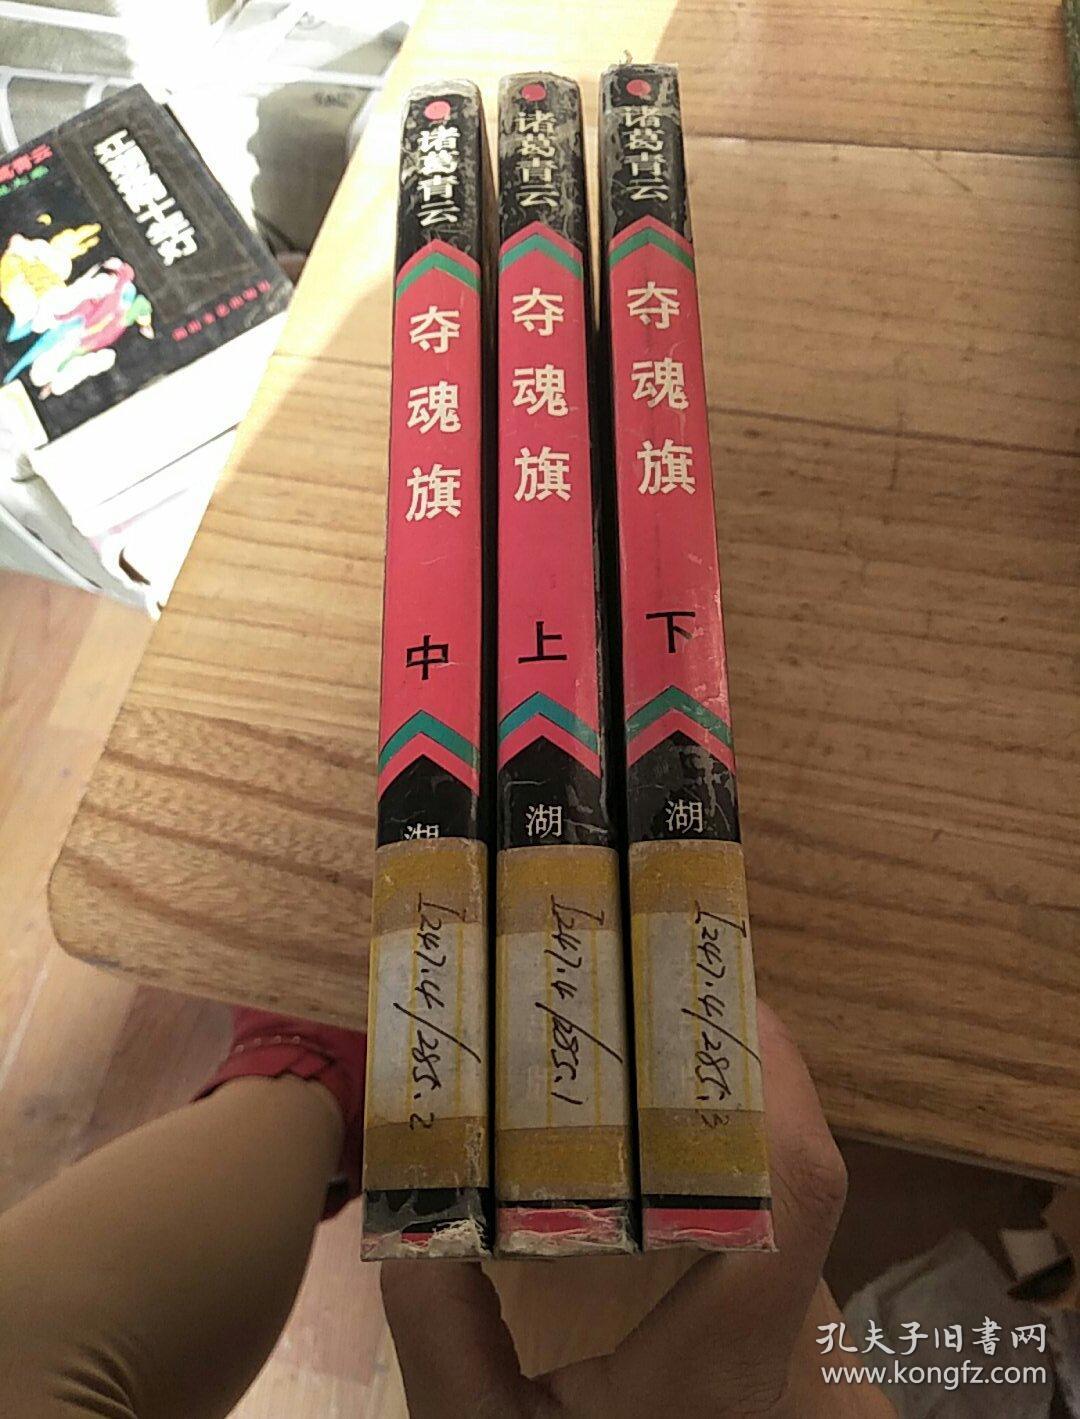 诸葛青云
夺魂旗
中
湖
I247.4/285.2
诸葛青云
夺魂旗
上
湖
I247.4/285.1
诸葛青云
夺魂旗
下
湖
I247.4/285.3
孔夫子旧書网
www.kongfz.com